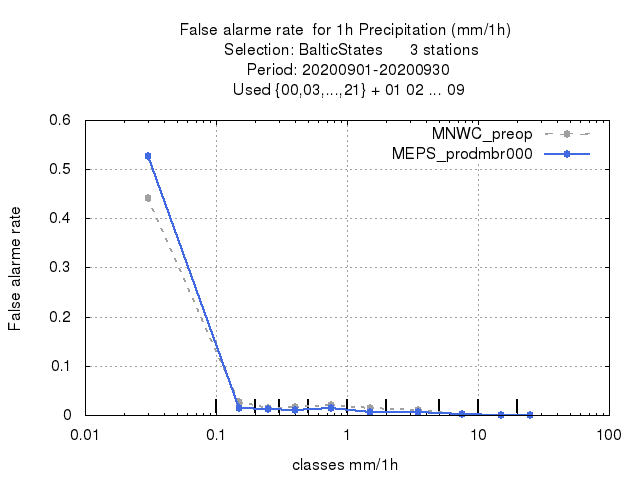 False alarme rate  for 1h Precipitation (mm/1h)
Selection: BalticStates      3 stations
Period: 20200901-20200930
Used {00,03,...,21} + 01 02 ... 09
MNWC_preop
MEPS_prodmbr000
0.6
0.5
0.4
0.3
0.2
0.1
0
False alarme rate
0.01 0.1 1 10 100
classes mm/1h